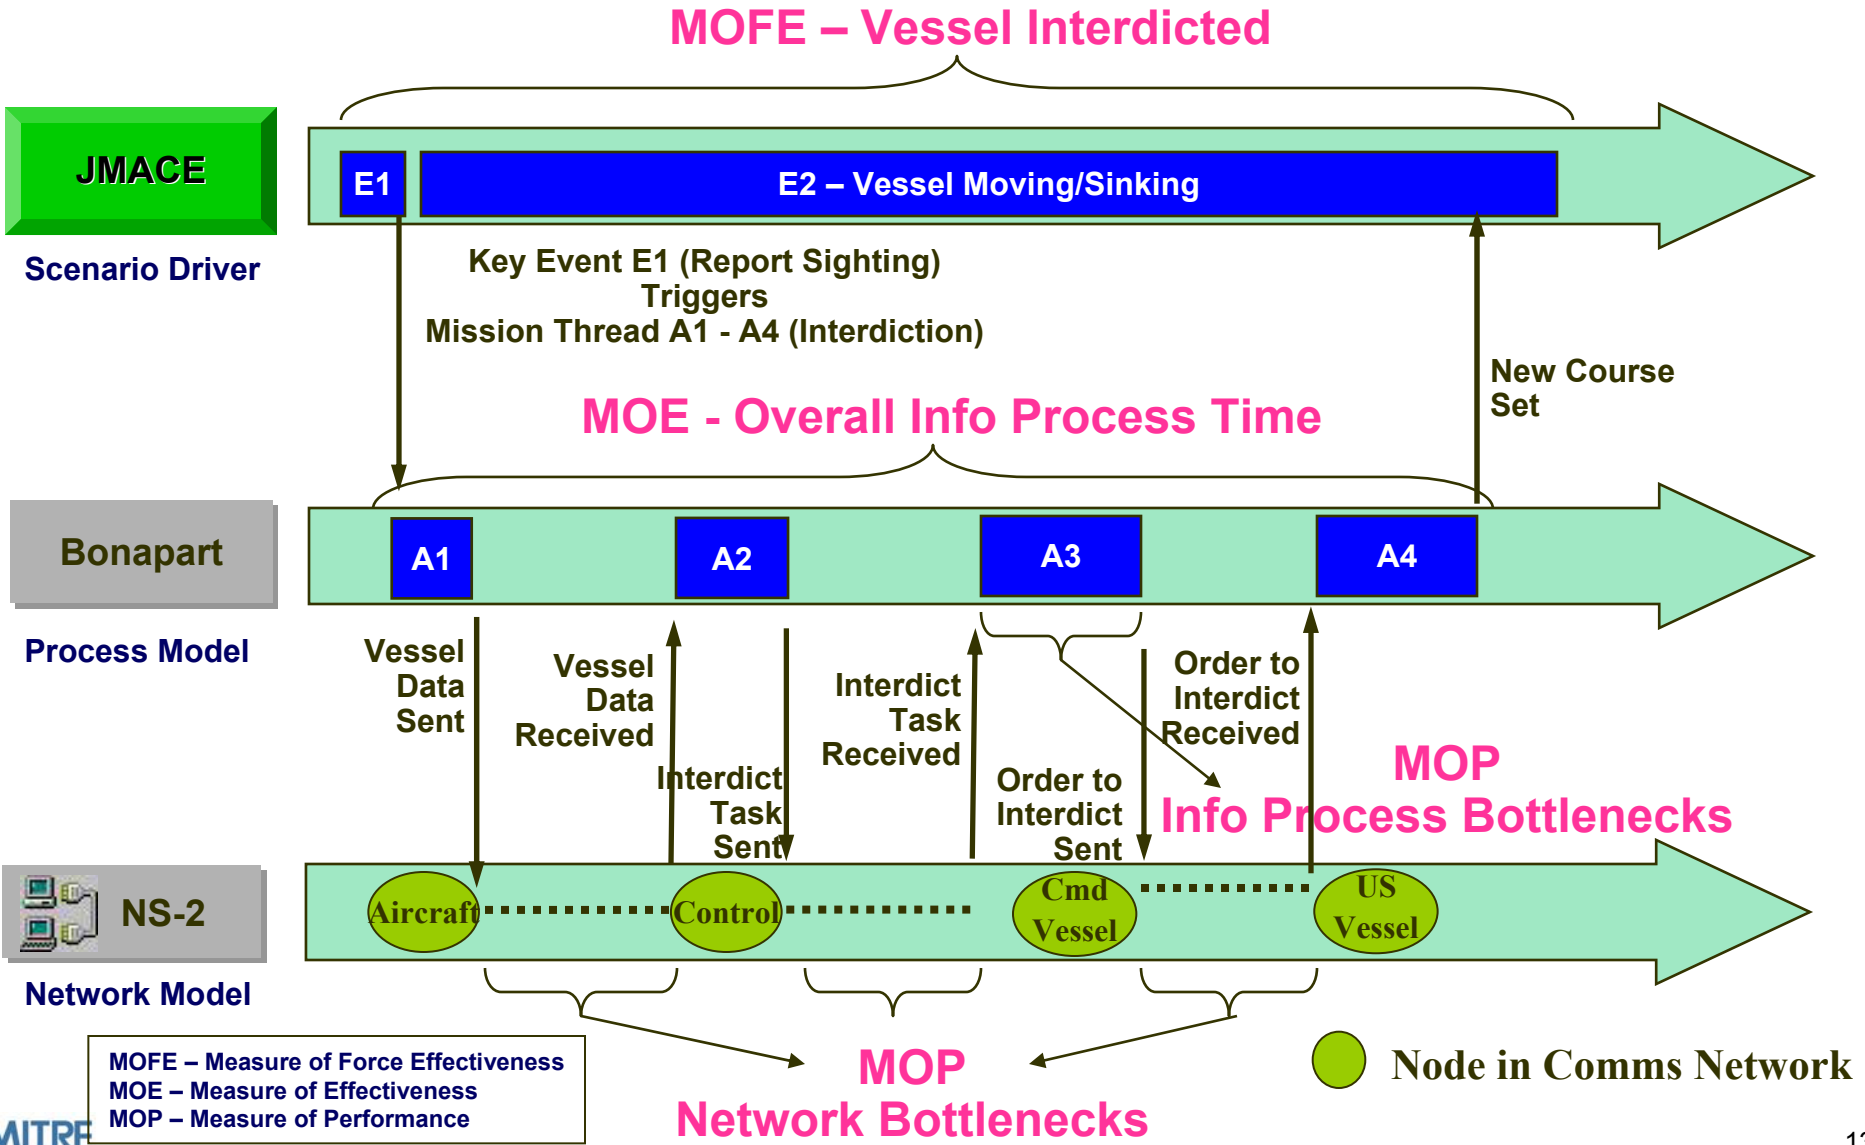 MOFE – Vessel Interdicted
JMACE
E1
E2 – Vessel Moving/Sinking
Scenario Driver
Key Event E1 (Report Sighting)
Triggers
Mission Thread A1 - A4 (Interdiction)
New Course
Set
MOE - Overall Info Process Time
Bonapart
A1
A2
A3
A4
Process Model
Vessel
Data
Sent
Vessel
Data
Received
Interdict
Task
Sent
Interdict
Task
Received
Order to
Interdict
Sent
Order to
Interdict
Received
MOP
Info Process Bottlenecks
NS-2
Aircraft
Control
Cmd
Vessel
US
Vessel
Network Model
MOFE – Measure of Force Effectiveness
MOE – Measure of Effectiveness
MOP – Measure of Performance
MOP
Network Bottlenecks
Node in Comms Network
MITRE